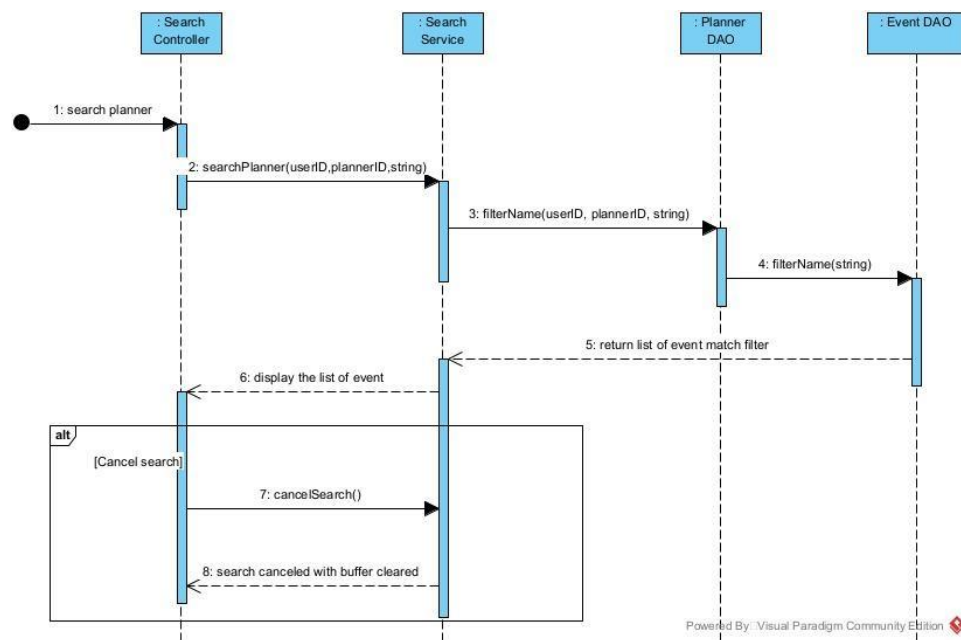 : Search
Controller
: Search
Service
: Planner
DAO
: Event DAO
1: search planner
2: searchPlanner(userID,plannerID,string)
3: filterName(userID, plannerID, string)
4: filterName(string)
5: return list of event match filter
6: display the list of event
alt
[Cancel search]
7: cancelSearch()
8: search canceled with buffer cleared
Powered By Visual Paradigm Community Edition